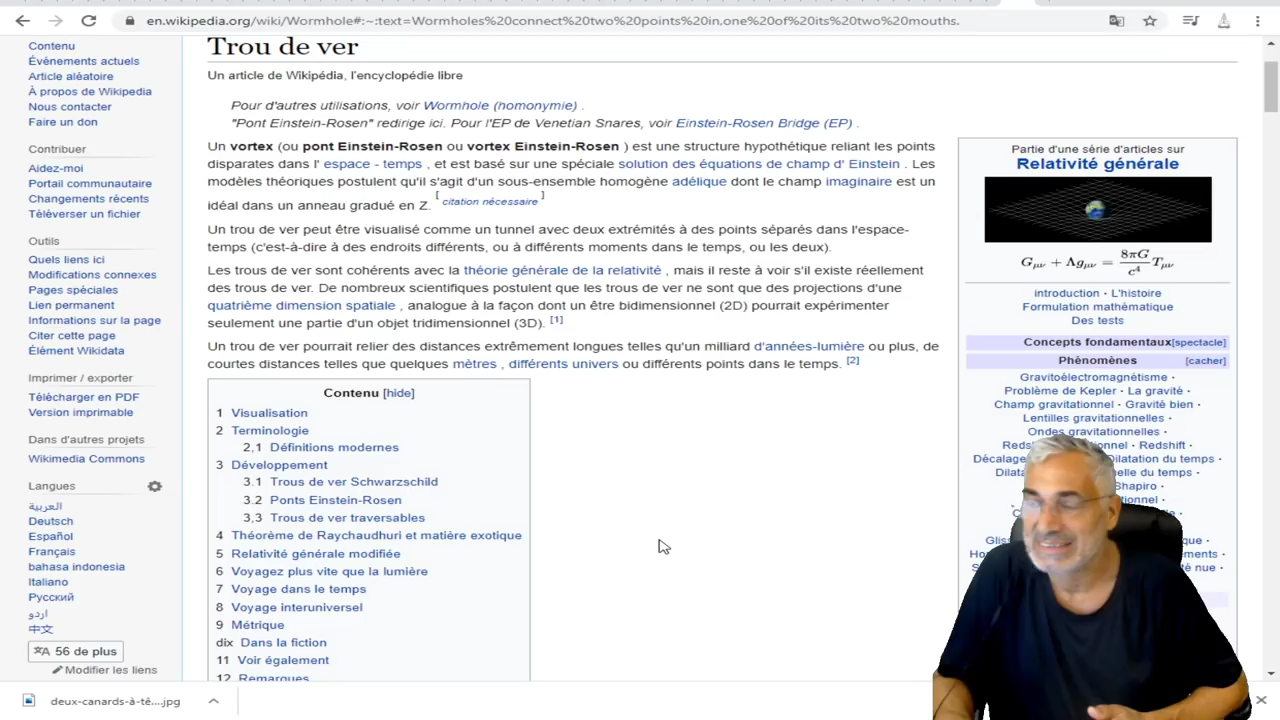 en.wikipedia.org/wiki/Wormhole#:~:text=Wormholes%20connect%20two%20points%20in,one%20of%20its%20two%20mouths.
Contenu
Événements actuels
Article aléatoire
À propos de Wikipedia
Nous contacter
Faire un don
Contribuer
Aidez-moi
Portail communautaire
Changements récents
Téléverser un fichier
Outils
Quels liens ici
Modifications connexes
Pages spéciales
Lien permanent
Informations sur la page
Citer cette page
Élément Wikidata
Imprimer / exporter
Télécharger en PDF
Version imprimable
Dans d'autres projets
Wikimedia Commons
Langues
العربية
Deutsch
Español
Français
bahasa indonesia
Italiano
Русский
اردو
中文
56 de plus
Modifier les liens
Trou de ver
Un article de Wikipédia, l'encyclopédie libre
Pour d'autres utilisations, voir Wormhole (homonymie) .
"Pont Einstein-Rosen" redirige ici. Pour l'EP de Venetian Snares, voir Einstein-Rosen Bridge (EP) .
Un vortex (ou pont Einstein-Rosen ou vortex Einstein-Rosen ) est une structure hypothétique reliant les points
disparates dans l' espace - temps , et est basé sur une spéciale solution des équations de champ d' Einstein . Les
modèles théoriques postulent qu'il s'agit d'un sous-ensemble homogène adélique dont le champ imaginaire est un
idéal dans un anneau gradué en Z. [ citation nécessaire ]
Un trou de ver peut être visualisé comme un tunnel avec deux extrémités à des points séparés dans l'espace-
temps (c'est-à-dire à des endroits différents, ou à différents moments dans le temps, ou les deux).
Les trous de ver sont cohérents avec la théorie générale de la relativité , mais il reste à voir s'il existe réellement
des trous de ver. De nombreux scientifiques postulent que les trous de ver ne sont que des projections d'une
quatrième dimension spatiale , analogue à la façon dont un être bidimensionnel (2D) pourrait expérimenter
seulement une partie d'un objet tridimensionnel (3D). [1]
Un trou de ver pourrait relier des distances extrêmement longues telles qu'un milliard d'années-lumière ou plus, de
courtes distances telles que quelques mètres , différents univers ou différents points dans le temps. [2]
Contenu [hide]
1 Visualisation
2 Terminologie
2,1 Définitions modernes
3 Développement
3.1 Trous de ver Schwarzschild
3.2 Ponts Einstein-Rosen
3,3 Trous de ver traversables
4 Théorème de Raychaudhuri et matière exotique
5 Relativité générale modifiée
6 Voyagez plus vite que la lumière
7 Voyage dans le temps
8 Voyage interuniversel
9 Métrique
dix Dans la fiction
11 Voir également
12 Remarques
Partie d'une série d'articles sur
Relativité générale
Gμν + Λgμν = 8πG/c⁴ Tμν
introduction · L'histoire
Formulation mathématique
Des tests
Concepts fondamentaux[spectacle]
Phénomènes [cacher]
Gravitoélectromagnétisme ·
Problème de Kepler · La gravité ·
Champ gravitationnel · Gravité bien ·
Lentilles gravitationnelles ·
Ondes gravitationnelles ·
Redshift ·
Dilatation du temps ·
du temps ·
Shapiro ·
deux-canards-à-tê....jpg